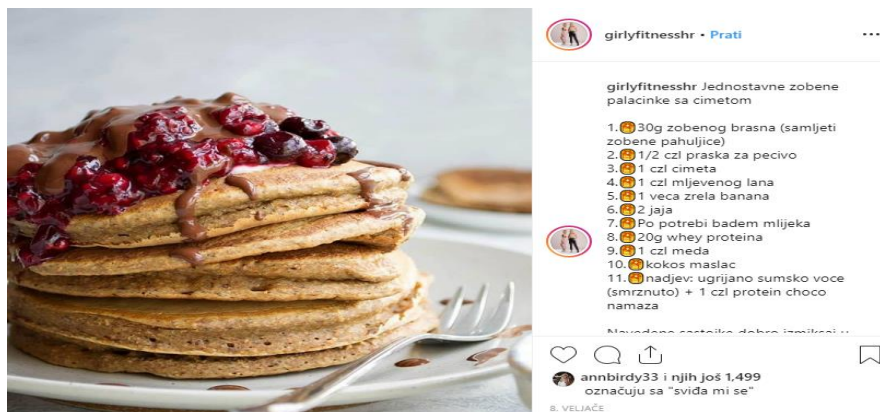 girlyfitnesshr • Prati
girlyfitnesshr Jednostavne zobene
palacinke sa cimetom
1.🥞30g zobenog brasna (samljeti
zobene pahuljice)
2.🥞1/2 czl praska za pecivo
3.🥞1 czl cimeta
4.🥞1 czl mljevenog lana
5.🥞1 veca zrela banana
6.🥞2 jaja
7.🥞Po potrebi badem mlijeka
8.🥞20g whey proteina
9.🥞1 czl meda
10.🥞kokos maslac
11.🥞nadjev: ugrijano sumsko voce
(smrznuto) + 1 czl protein choco
namaza
Navedene sastojke dobro izmiksaj u
annbirdy33 i njih još 1,499
označuju sa "sviđa mi se"
8. VELJAČE